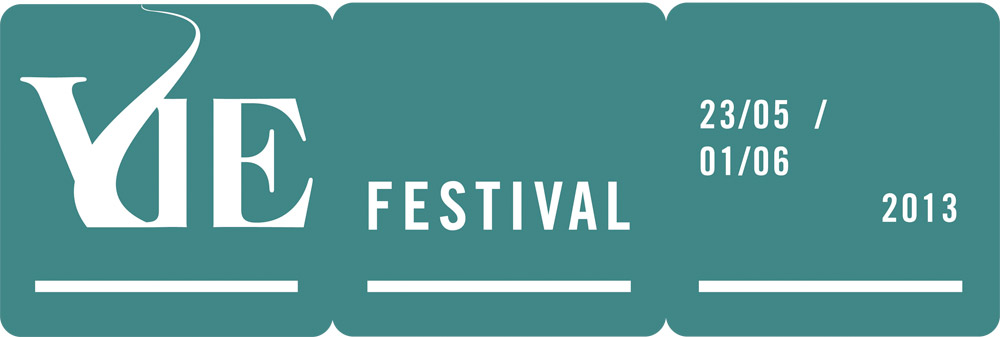 VIE
FESTIVAL
23/05 /
01/06
2013